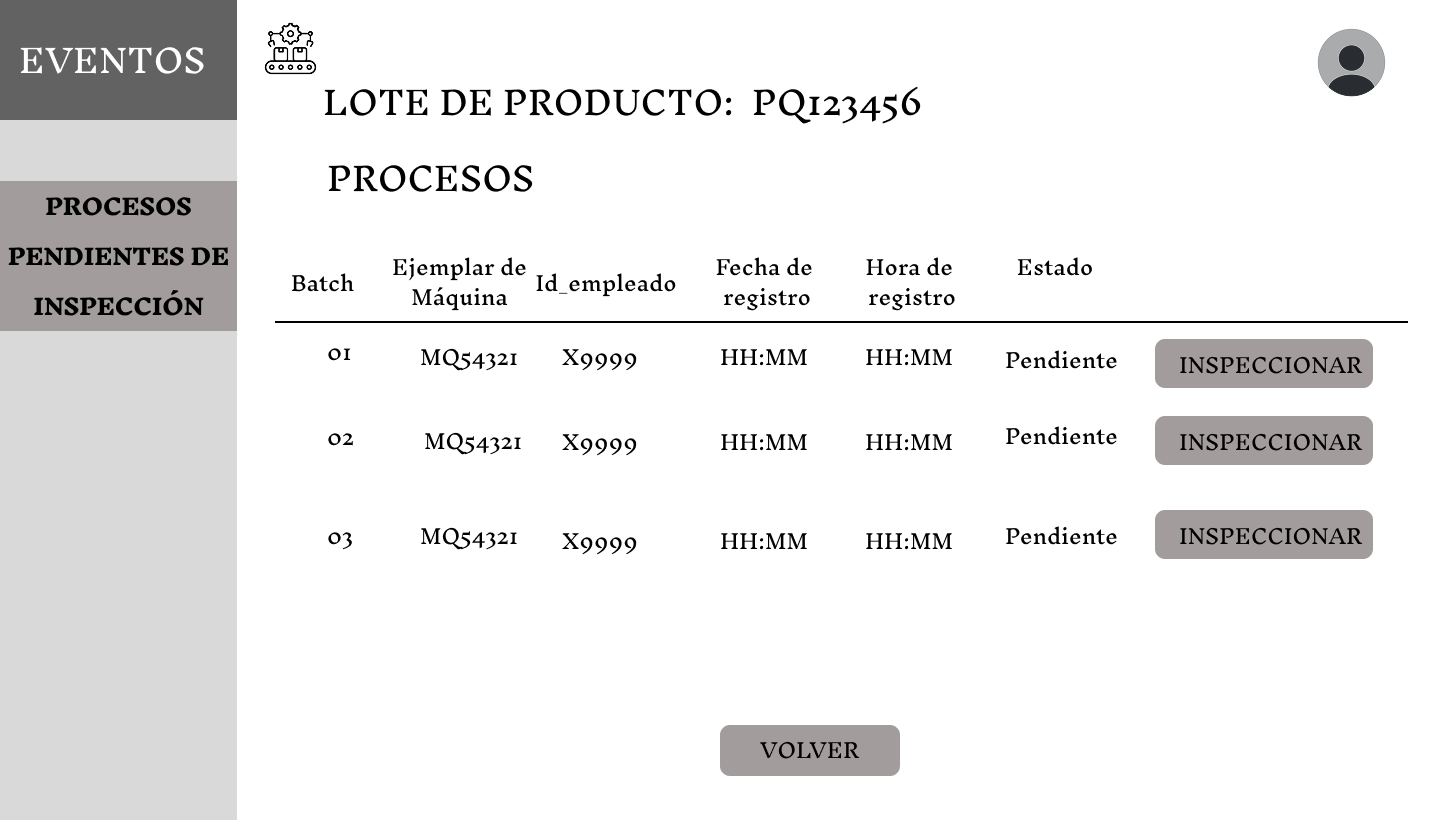 EVENTOS
LOTE DE PRODUCTO: PQ123456
PROCESOS
PROCESOS
PENDIENTES DE
INSPECCIÓN
Batch Ejemplar de Máquina Id_empleado Fecha de registro Hora de registro Estado
01 MQ54321 X9999 HH:MM HH:MM Pendiente INSPECCIONAR
02 MQ54321 X9999 HH:MM HH:MM Pendiente INSPECCIONAR
03 MQ54321 X9999 HH:MM HH:MM Pendiente INSPECCIONAR
VOLVER